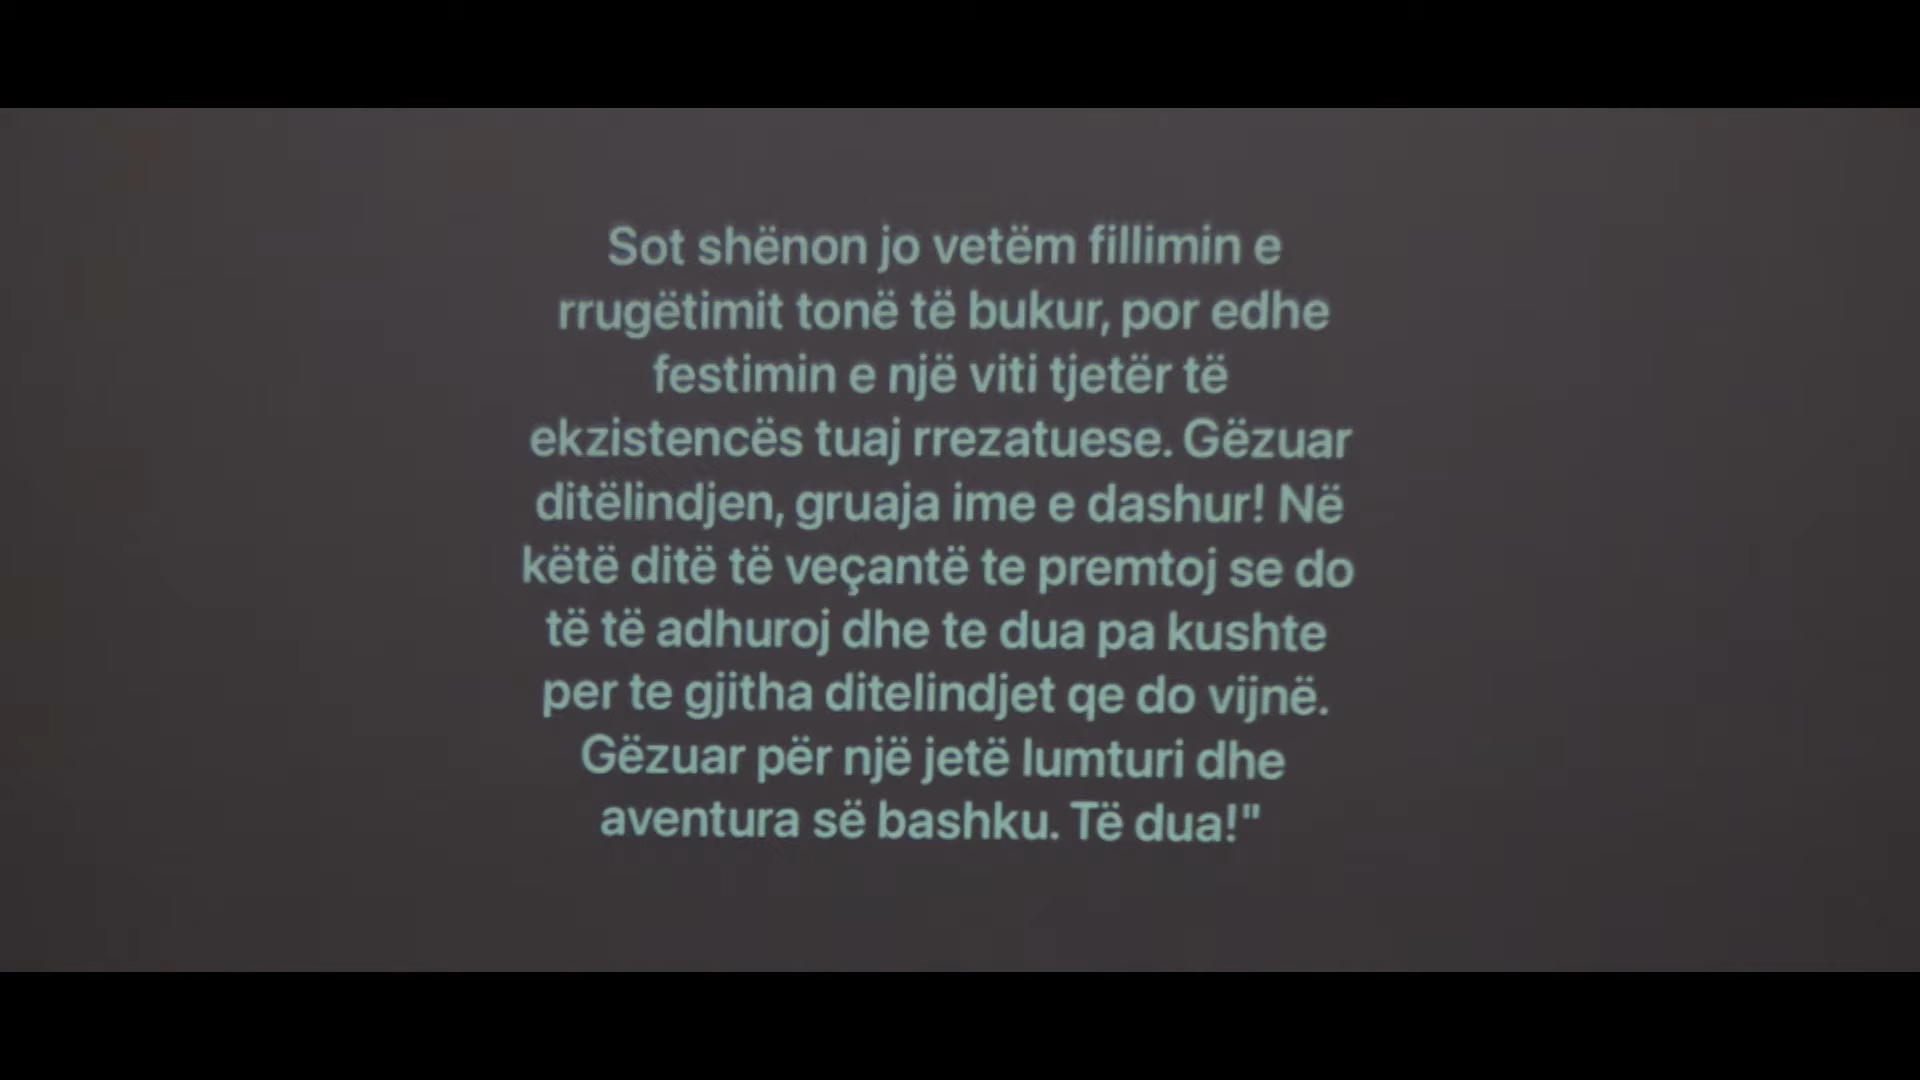 Sot shënon jo vetëm fillimin e
rrugëtimit tonë të bukur, por edhe
festimin e një viti tjetër të
ekzistencës tuaj rrezatuese. Gëzuar
ditëlindjen, gruaja ime e dashur! Në
këtë ditë të veçantë te premtoj se do
të të adhuroj dhe te dua pa kushte
per te gjitha ditelindjet qe do vijnë.
Gëzuar për një jetë lumturi dhe
aventura së bashku. Të dua!"